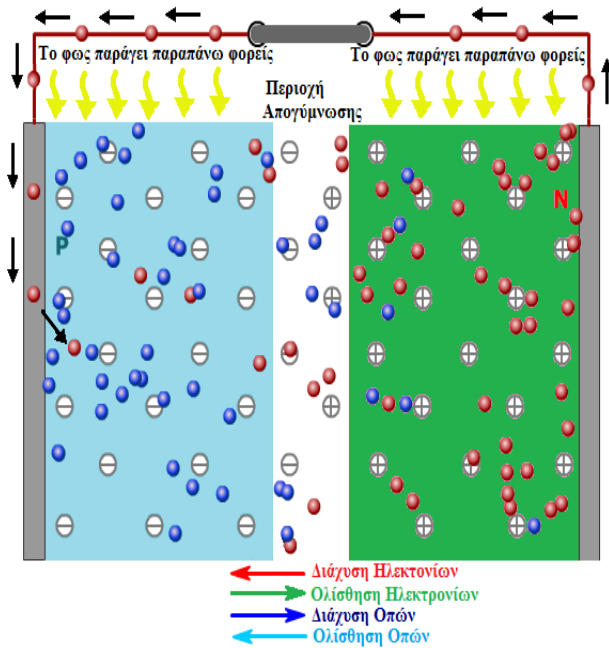 Το φως παράγει παραπάνω φορείς
Το φως παράγει παραπάνω φορείς
Περιοχή
Απογύμνωσης
P
N
Διάχυση Ηλεκτονίων
Ολίσθηση Ηλεκτρονίων
Διάχυση Οπών
Ολίσθηση Οπών